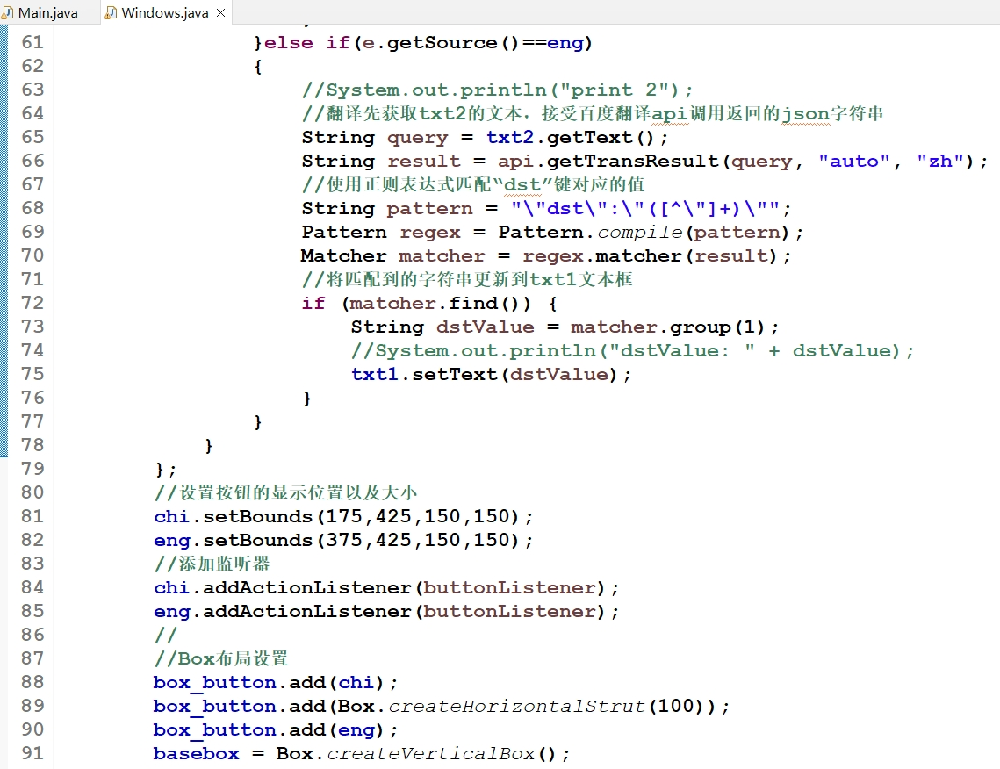 Main.java Windows.java
61 }else if(e.getSource()==eng)
62 {
63 //System.out.println("print 2");
64 //翻译先获取txt2的文本，接受百度翻译api调用返回的json字符串
65 String query = txt2.getText();
66 String result = api.getTransResult(query, "auto", "zh");
67 //使用正则表达式匹配“dst”键对应的值
68 String pattern = "\"dst\":\"([^\"]+)\"";
69 Pattern regex = Pattern.compile(pattern);
70 Matcher matcher = regex.matcher(result);
71 //将匹配到的字符串更新到txt1文本框
72 if (matcher.find()) {
73 String dstValue = matcher.group(1);
74 //System.out.println("dstValue: " + dstValue);
75 txt1.setText(dstValue);
76 }
77 }
78 }
79 };
80 //设置按钮的显示位置以及大小
81 chi.setBounds(175,425,150,150);
82 eng.setBounds(375,425,150,150);
83 //添加监听器
84 chi.addActionListener(buttonListener);
85 eng.addActionListener(buttonListener);
86 //
87 //Box布局设置
88 box_button.add(chi);
89 box_button.add(Box.createHorizontalStrut(100));
90 box_button.add(eng);
91 basebox = Box.createVerticalBox();